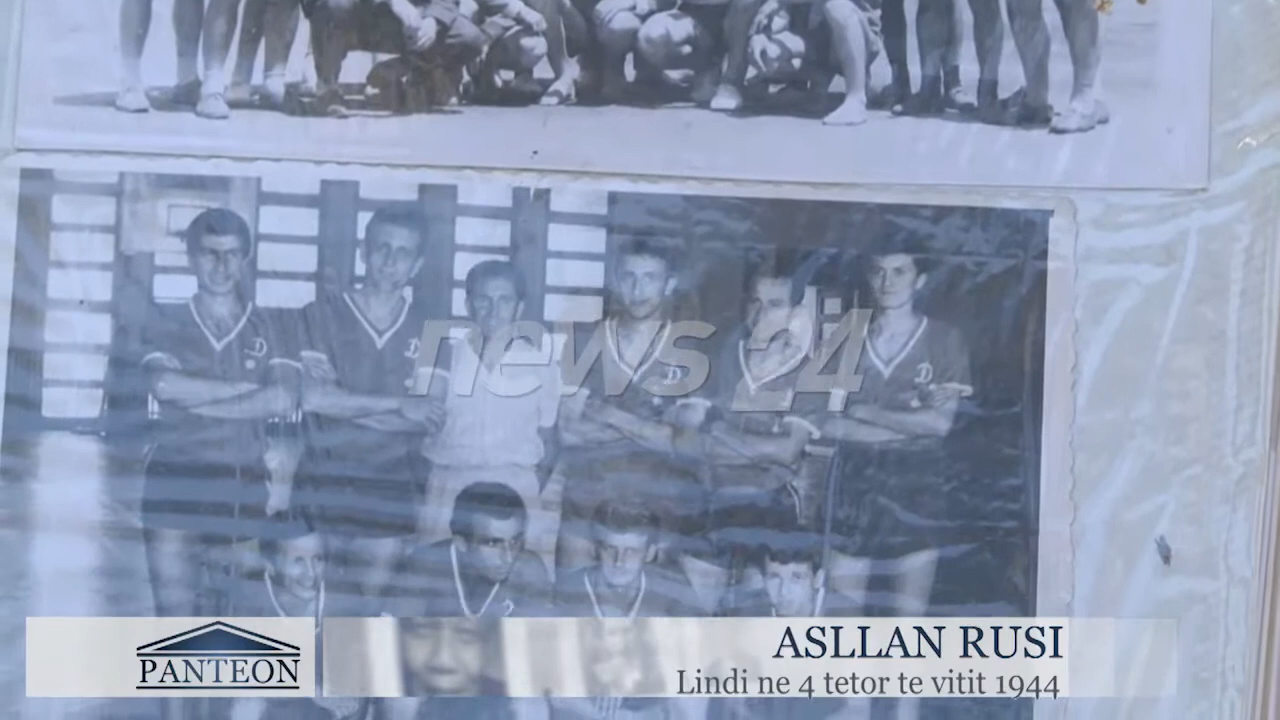 D
D
D
D
D
news 24
PANTEON
ASLLAN RUSI
Lindi ne 4 tetor te vitit 1944